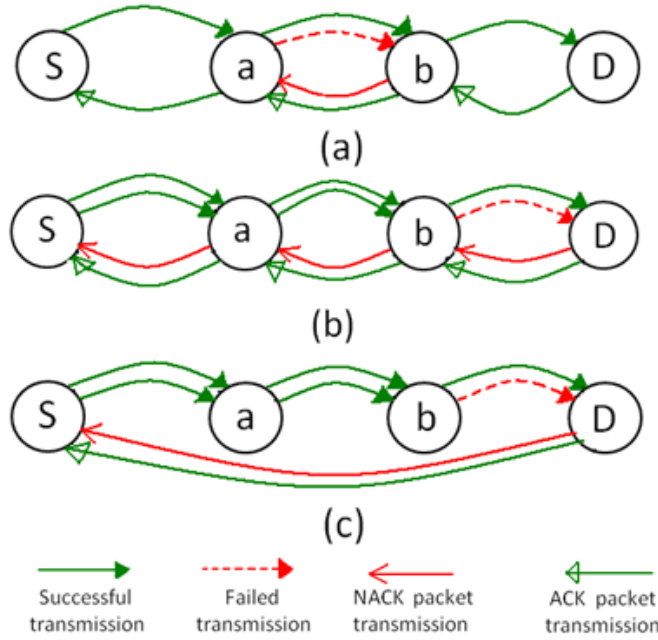 S a b D
(a)
S a b D
(b)
S a b D
(c)
Successful Failed NACK packet ACK packet
transmission transmission transmission transmission